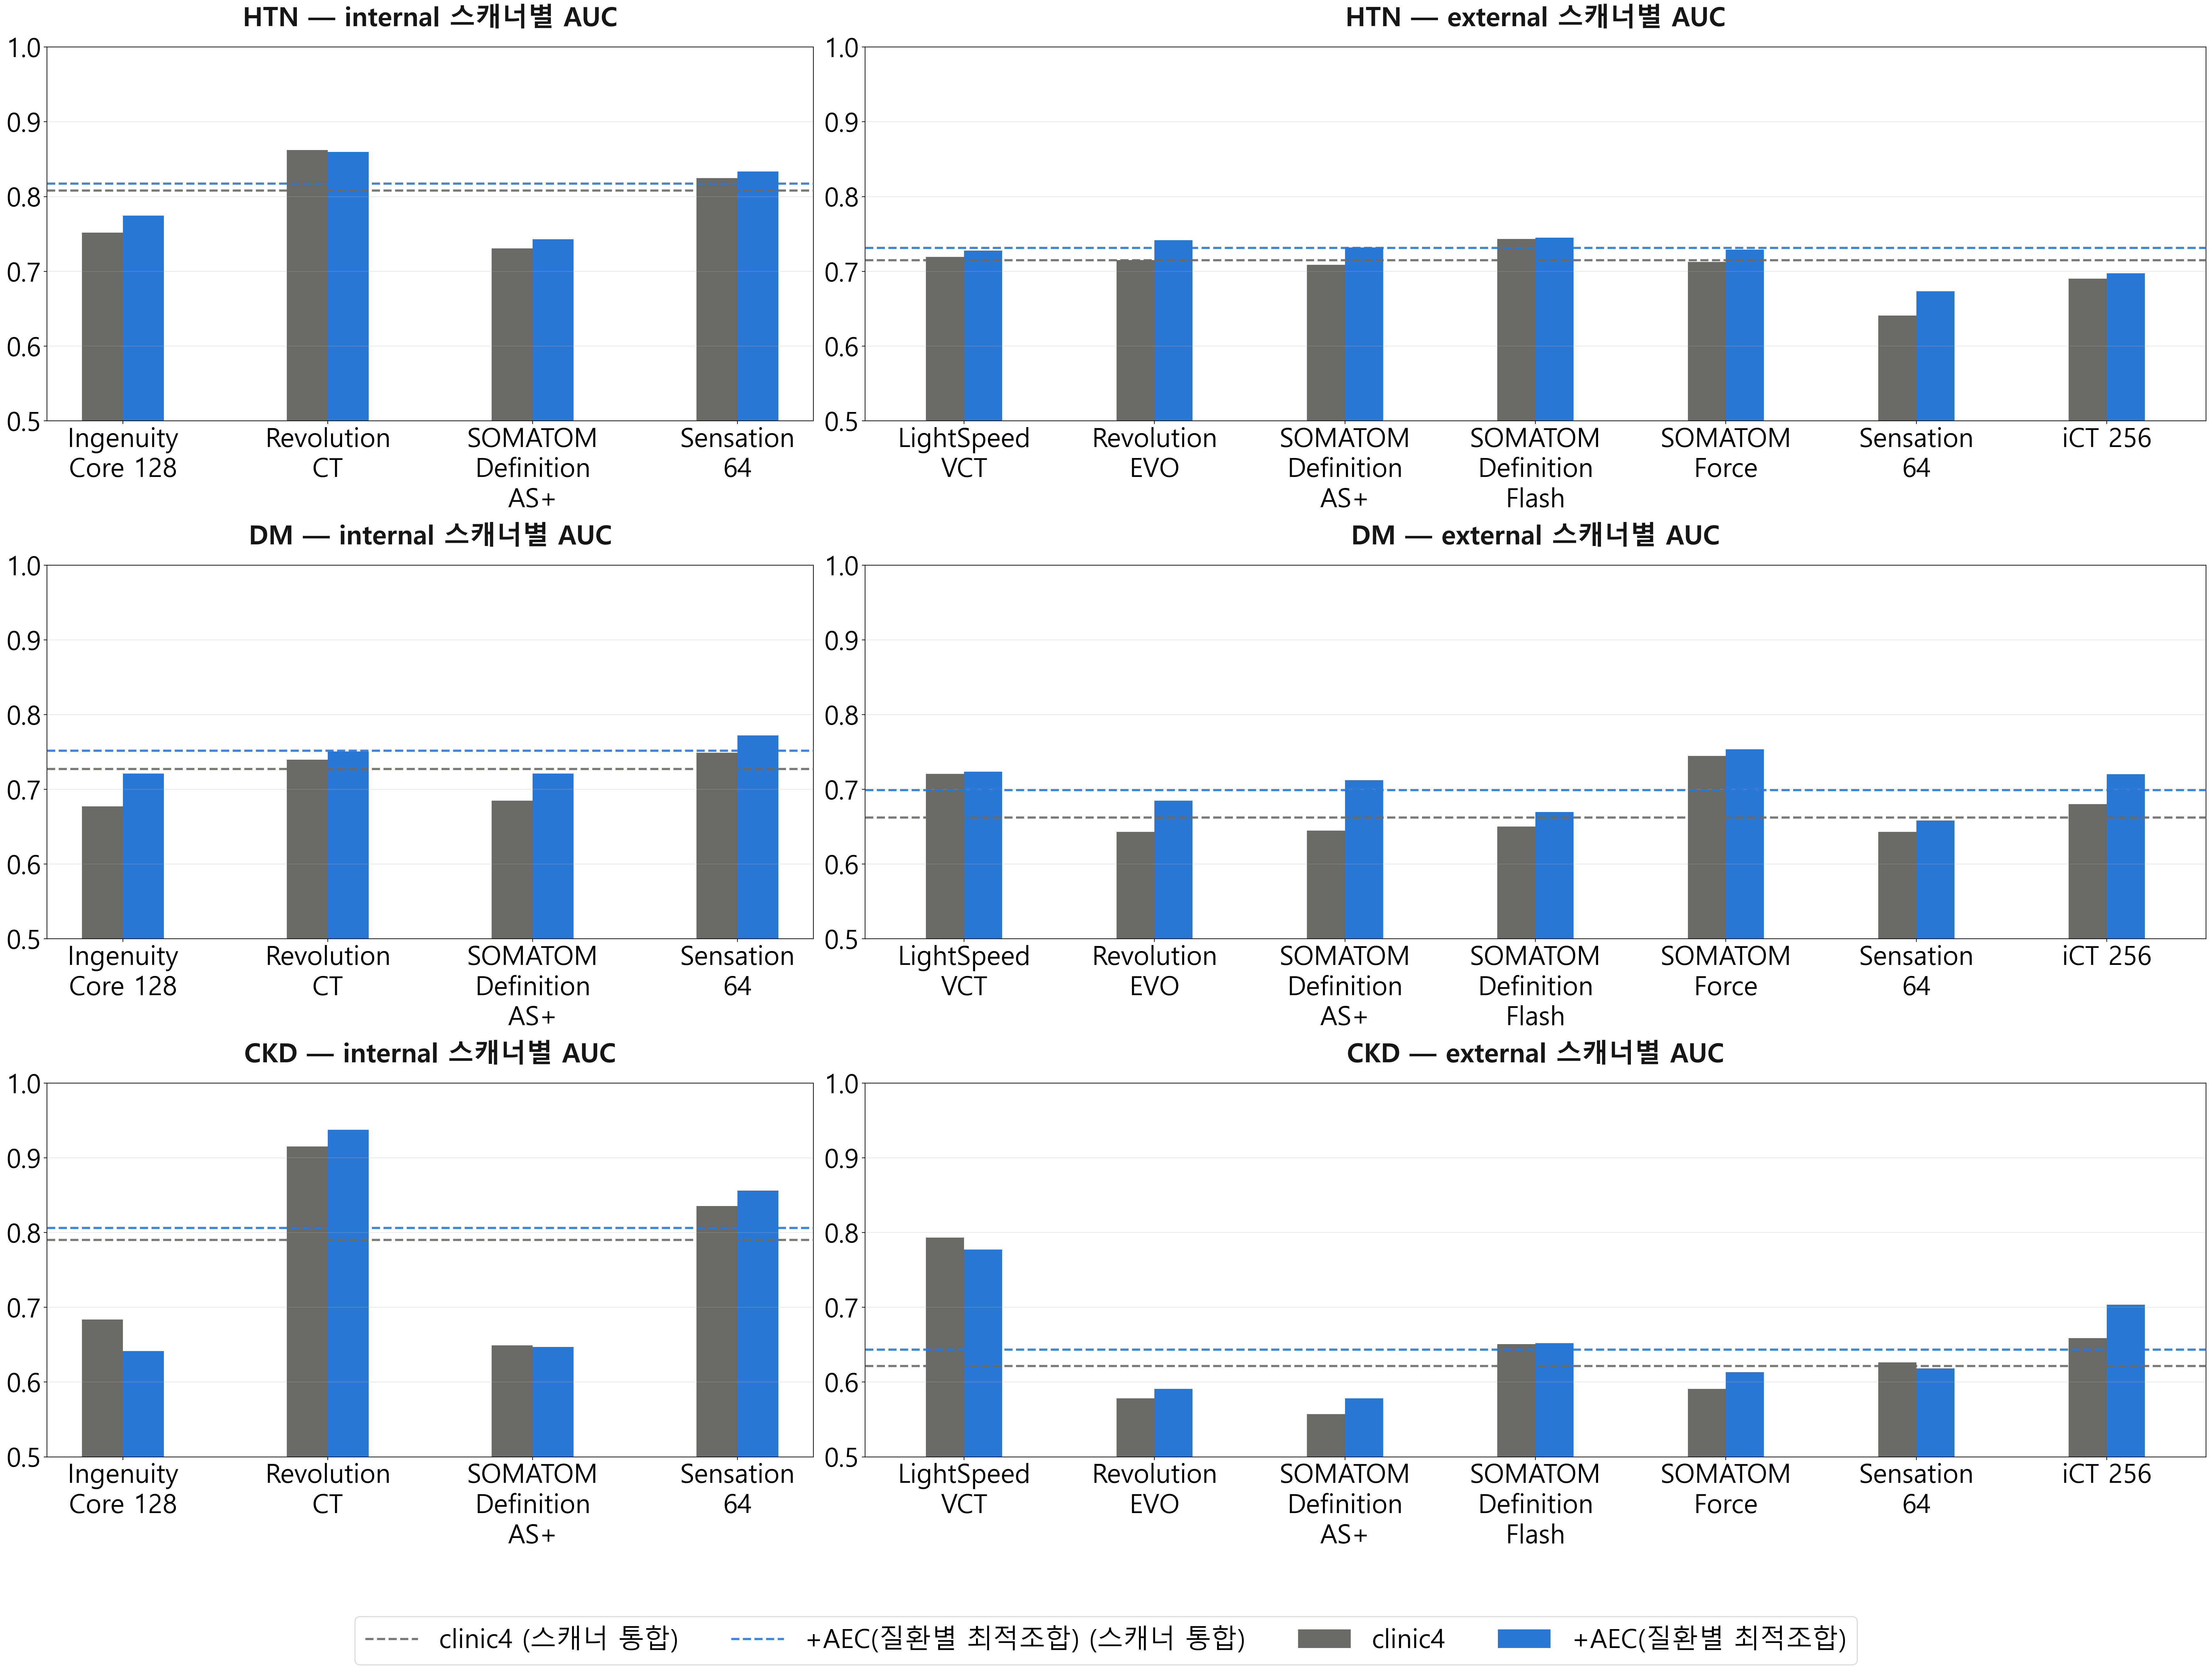 HTN — internal 스캐너별 AUC
1.0
0.9
0.8
0.7
0.6
0.5
Ingenuity
Core 128
Revolution
CT
SOMATOM
Definition
AS+
Sensation
64
HTN — external 스캐너별 AUC
1.0
0.9
0.8
0.7
0.6
0.5
LightSpeed
VCT
Revolution
EVO
SOMATOM
Definition
AS+
SOMATOM
Definition
Flash
SOMATOM
Force
Sensation
64
iCT 256
DM — internal 스캐너별 AUC
1.0
0.9
0.8
0.7
0.6
0.5
Ingenuity
Core 128
Revolution
CT
SOMATOM
Definition
AS+
Sensation
64
DM — external 스캐너별 AUC
1.0
0.9
0.8
0.7
0.6
0.5
LightSpeed
VCT
Revolution
EVO
SOMATOM
Definition
AS+
SOMATOM
Definition
Flash
SOMATOM
Force
Sensation
64
iCT 256
CKD — internal 스캐너별 AUC
1.0
0.9
0.8
0.7
0.6
0.5
Ingenuity
Core 128
Revolution
CT
SOMATOM
Definition
AS+
Sensation
64
CKD — external 스캐너별 AUC
1.0
0.9
0.8
0.7
0.6
0.5
LightSpeed
VCT
Revolution
EVO
SOMATOM
Definition
AS+
SOMATOM
Definition
Flash
SOMATOM
Force
Sensation
64
iCT 256
clinic4 (스캐너 통합)
+AEC(질환별 최적조합) (스캐너 통합)
clinic4
+AEC(질환별 최적조합)